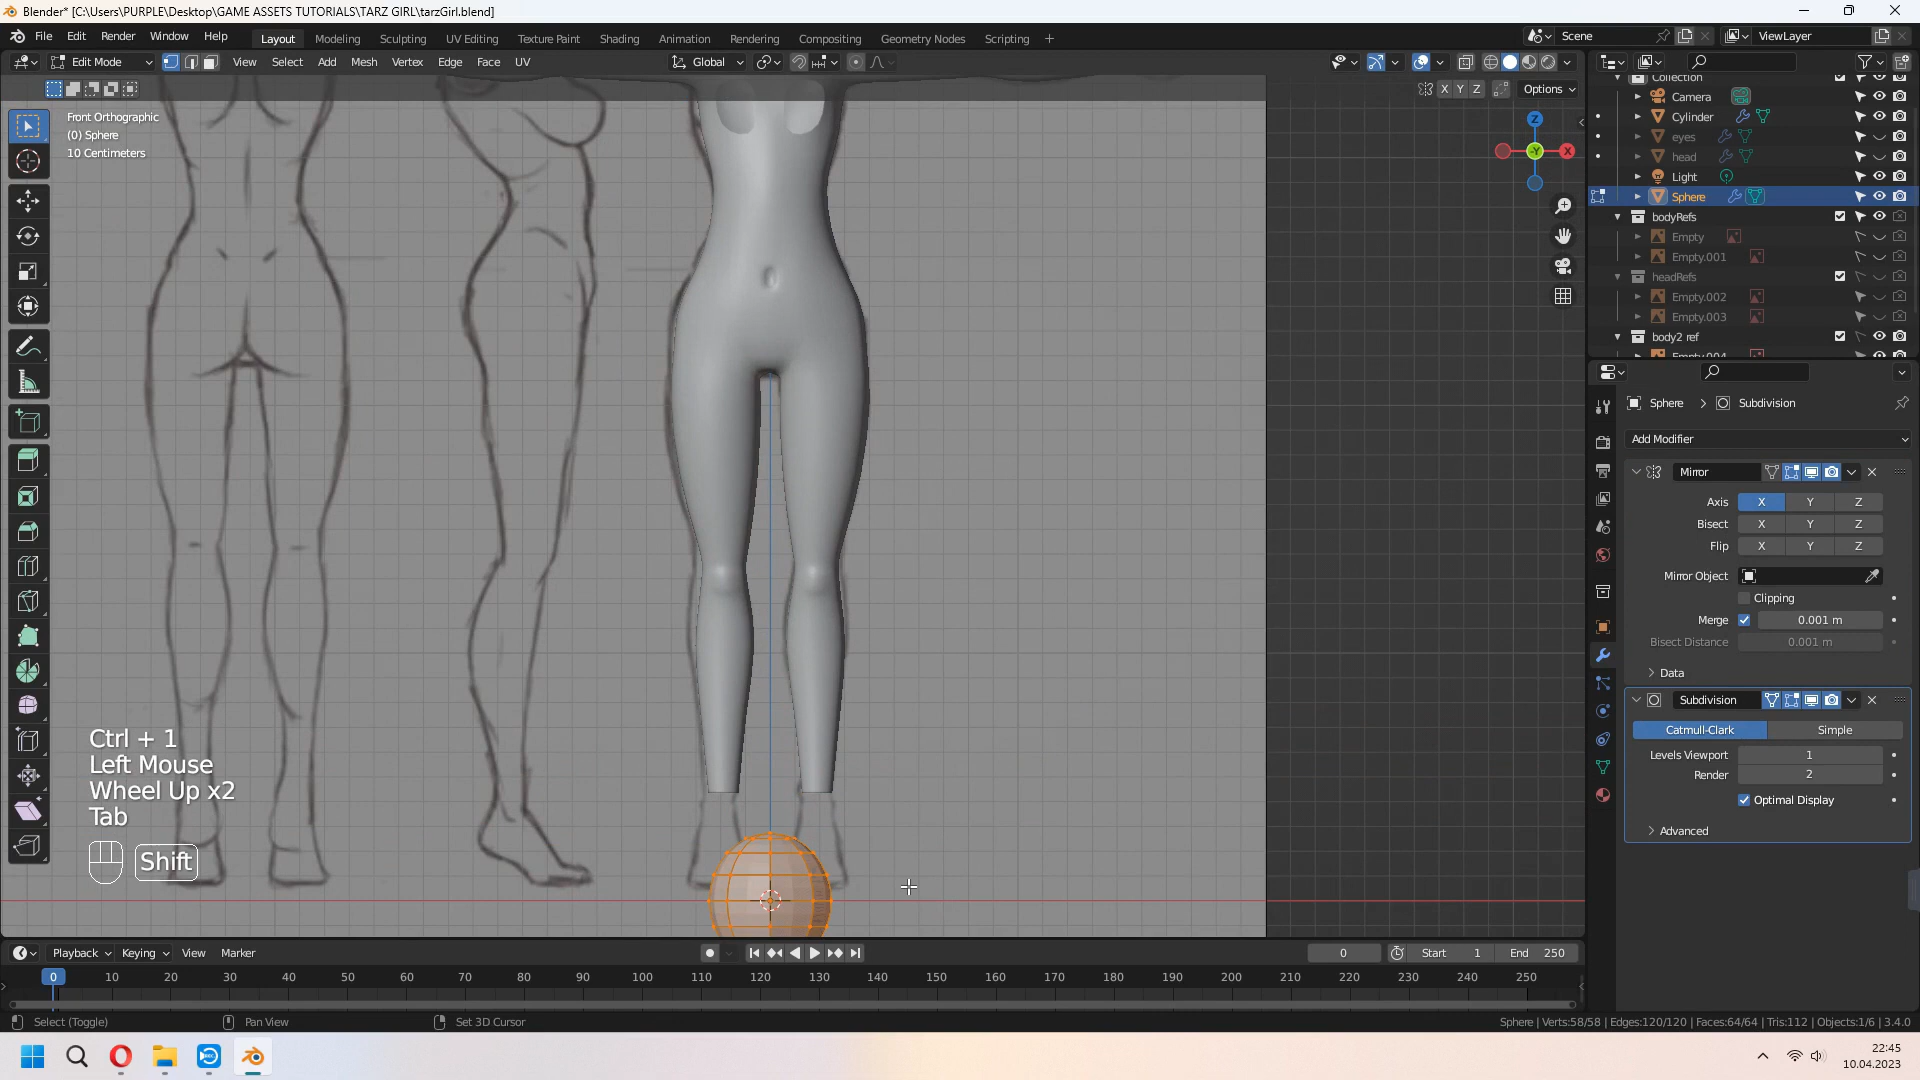 Blender* [C:\Users\PURPLE\Desktop\GAME ASSETS TUTORIALS\TARZ GIRL\tarzGirl.blend]
File Edit Render Window Help Layout Modeling Sculpting UV Editing Texture Paint Shading Animation Rendering Compositing Geometry Nodes Scripting + Scene ViewLayer
Edit Mode View Select Add Mesh Vertex Edge Face UV Global
X Y Z Options
Front Orthographic
(0) Sphere
10 Centimeters
Z
-Y
X
Collection
Camera
Cylinder
eyes
head
Light
Sphere
bodyRefs
Empty
Empty.001
headRefs
Empty.002
Empty.003
body2 ref
Empty.004
Sphere > Subdivision
Add Modifier
Mirror
Axis X Y Z
Bisect X Y Z
Flip X Y Z
Mirror Object
Clipping
Merge 0.001 m
Bisect Distance 0.001 m
Data
Subdivision
Catmull-Clark Simple
Levels Viewport 1
Render 2
Optimal Display
Advanced
Ctrl + 1
Left Mouse
Wheel Up x2
Tab
Shift
Playback Keying View Marker 0 Start 1 End 250
0 10 20 30 40 50 60 70 80 90 100 110 120 130 140 150 160 170 180 190 200 210 220 230 240 250
Select (Toggle) Pan View Set 3D Cursor Sphere | Verts:58/58 | Edges:120/120 | Faces:64/64 | Tris:112 | Objects:1/6 | 3.4.0
22:45
10.04.2023